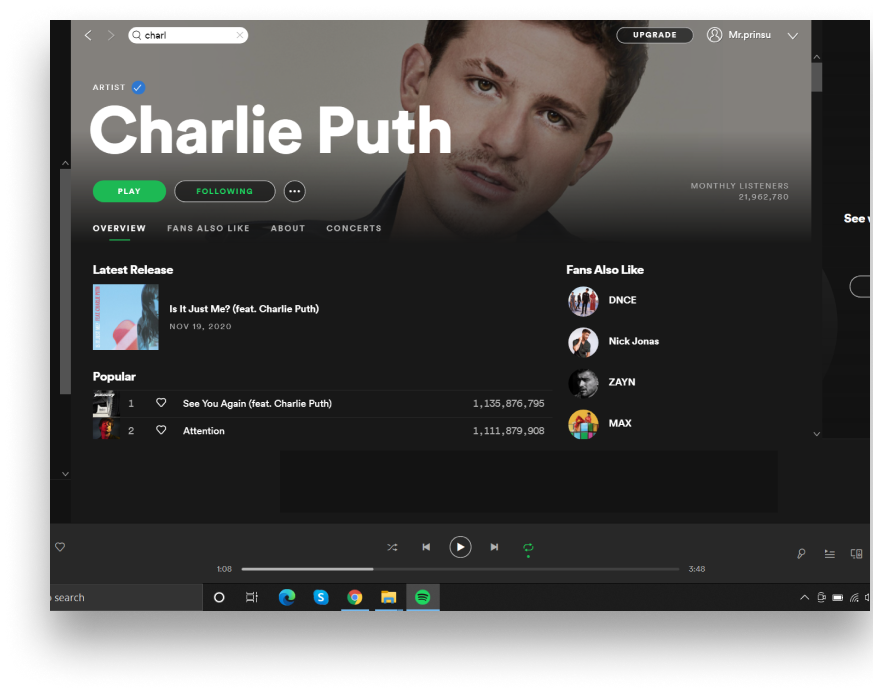 charl
UPGRADE
Mr.prinsu
ARTIST
Charlie Puth
PLAY
FOLLOWING
MONTHLY LISTENERS
21,962,780
See
OVERVIEW
FANS ALSO LIKE
ABOUT
CONCERTS
Latest Release
Is It Just Me? (feat. Charlie Puth)
NOV 19, 2020
Fans Also Like
DNCE
Nick Jonas
ZAYN
MAX
Popular
1 See You Again (feat. Charlie Puth) 1,135,876,795
2 Attention 1,111,879,908
1:08
3:48
search